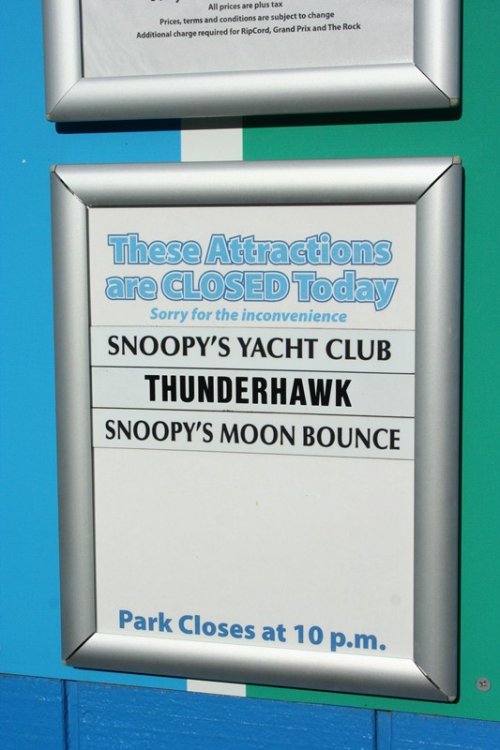 All prices are plus tax
Prices, terms and conditions are subject to change
Additional charge required for RipCord, Grand Prix and The Rock
These Attractions
are CLOSED Today
Sorry for the inconvenience
SNOOPY'S YACHT CLUB
THUNDERHAWK
SNOOPY'S MOON BOUNCE
Park Closes at 10 p.m.